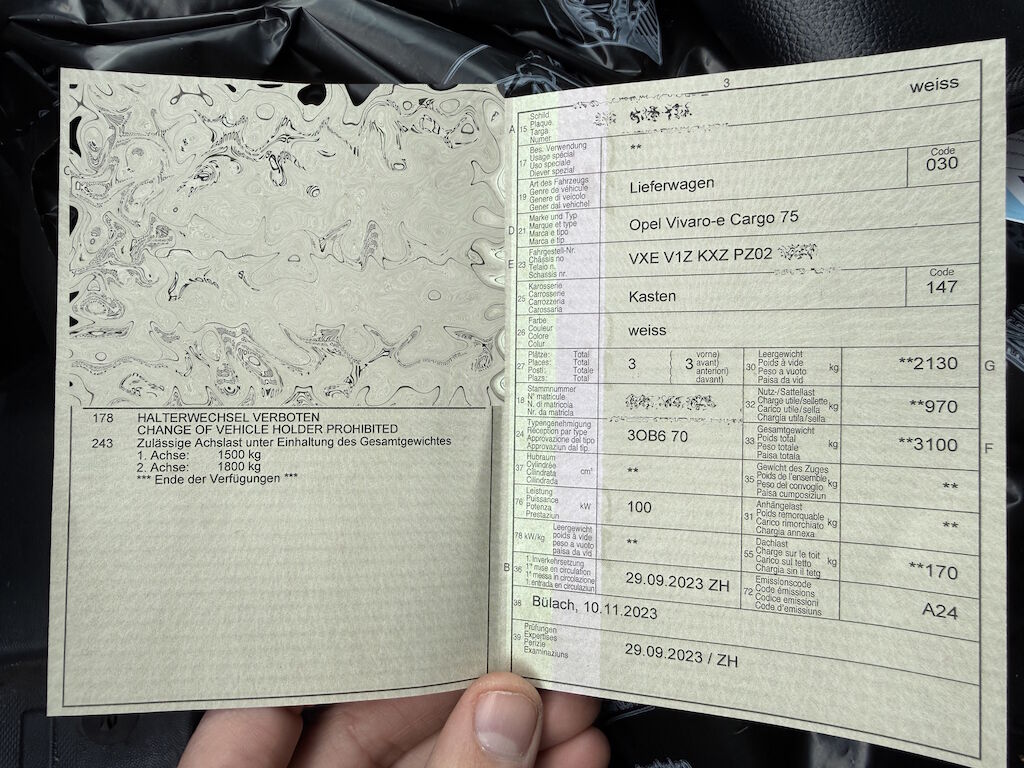 178 HALTERWECHSEL VERBOTEN
CHANGE OF VEHICLE HOLDER PROHIBITED
243 Zulässige Achslast unter Einhaltung des Gesamtgewichtes
1. Achse: 1500 kg
2. Achse: 1800 kg
*** Ende der Verfügungen ***
3
weiss
A 15 Schild
Plaque
Targa
Numer
17 Bes. Verwendung
Usage spécial
Uso speciale
Diever spezial
**
19 Art des Fahrzeugs
Genre de véhicule
Genere di veicolo
Gener dal vehichel
Lieferwagen
Code
030
D 21 Marke und Typ
Marque et type
Marca e tipo
Marca e tip
Opel Vivaro-e Cargo 75
E 23 Fahrgestell-Nr.
Châssis no
Telaio n.
Schassis nr.
VXE V1Z KXZ PZ02
25 Karosserie
Carrosserie
Carrozzeria
Carossaria
Kasten
Code
147
26 Farbe
Couleur
Colore
Colur
weiss
27 Plätze: Total
Places: Total
Posti: Totale
Plazs: Total
3 ( 3 vorne)
avant)
anteriori)
davant)
30 Leergewicht
Poids à vide
Peso a vuoto
Paisa da vid
kg
**2130
G
18 Stammnummer
N° matricule
N. di matricola
Nr. da matricla
32 Nutz-/Sattellast
Charge utile/sellette
Carico utile/sella
Chargia utila/sella
kg
**970
24 Typengenehmigung
Réception par type
Approvazione del tipo
Approvaziun dal tip
3OB6 70
33 Gesamtgewicht
Poids total
Peso totale
Paisa totala
kg
**3100
F
37 Hubraum
Cylindrée
Cilindrata
Cilindrada
cm³
**
35 Gewicht des Zuges
Poids de l'ensemble
Peso del convoglio
Paisa cumposiziun
kg
**
76 Leistung
Puissance
Potenza
Prestaziun
kW
100
31 Anhängelast
Poids remorquable
Carico rimorchiato
Chargia annexa
kg
**
78 kW/kg
Leergewicht
poids à vide
peso a vuoto
paisa da vid
**
55 Dachlast
Charge sur le toit
Carico sul tetto
Chargia sin il tetg
kg
**170
B 36 1. Inverkehrsetzung
1re mise en circulation
1a messa in circolazione
1. entrada en circulaziun
29.09.2023 ZH
72 Emissionscode
Code émissions
Codice emissioni
Code d'emissiuns
A24
38 Bülach, 10.11.2023
39 Prüfungen
Expertises
Perizie
Examinaziuns
29.09.2023 / ZH